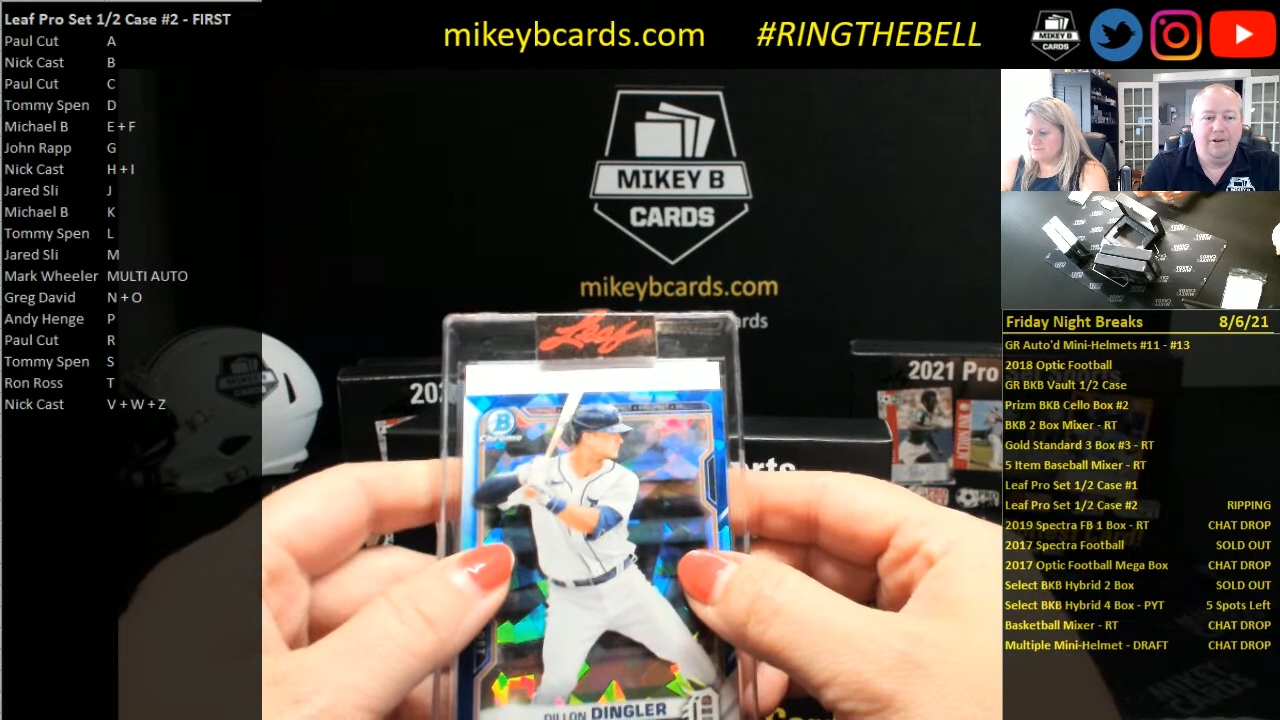 Leaf Pro Set 1/2 Case #2 - FIRST
Paul Cut A
Nick Cast B
Paul Cut C
Tommy Spen D
Michael B E + F
John Rapp G
Nick Cast H + I
Jared Sli J
Michael B K
Tommy Spen L
Jared Sli M
Mark Wheeler MULTI AUTO
Greg David N + O
Andy Henge P
Paul Cut R
Tommy Spen S
Ron Ross T
Nick Cast V + W + Z
mikeybcards.com #RINGTHEBELL
MIKEY B
CARDS
MIKEY B
CARDS
mikeybcards.com
Leaf
B
Chrome
DILLON DINGLER
2021 Pro
Friday Night Breaks 8/6/21
GR Auto'd Mini-Helmets #11 - #13
2018 Optic Football
GR BKB Vault 1/2 Case
Prizm BKB Cello Box #2
BKB 2 Box Mixer - RT
Gold Standard 3 Box #3 - RT
5 Item Baseball Mixer - RT
Leaf Pro Set 1/2 Case #1
Leaf Pro Set 1/2 Case #2 RIPPING
2019 Spectra FB 1 Box - RT CHAT DROP
2017 Spectra Football SOLD OUT
2017 Optic Football Mega Box CHAT DROP
Select BKB Hybrid 2 Box SOLD OUT
Select BKB Hybrid 4 Box - PYT 5 Spots Left
Basketball Mixer - RT CHAT DROP
Multiple Mini-Helmet - DRAFT CHAT DROP